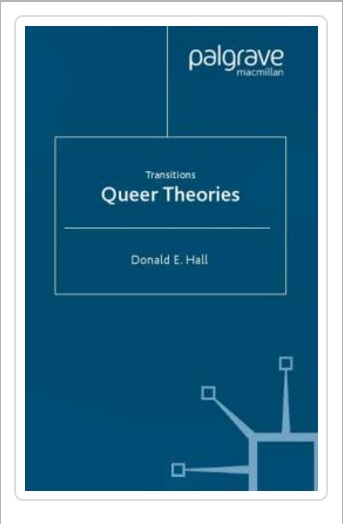 palgrave
macmillan
Transitions
Queer Theories
Donald E. Hall